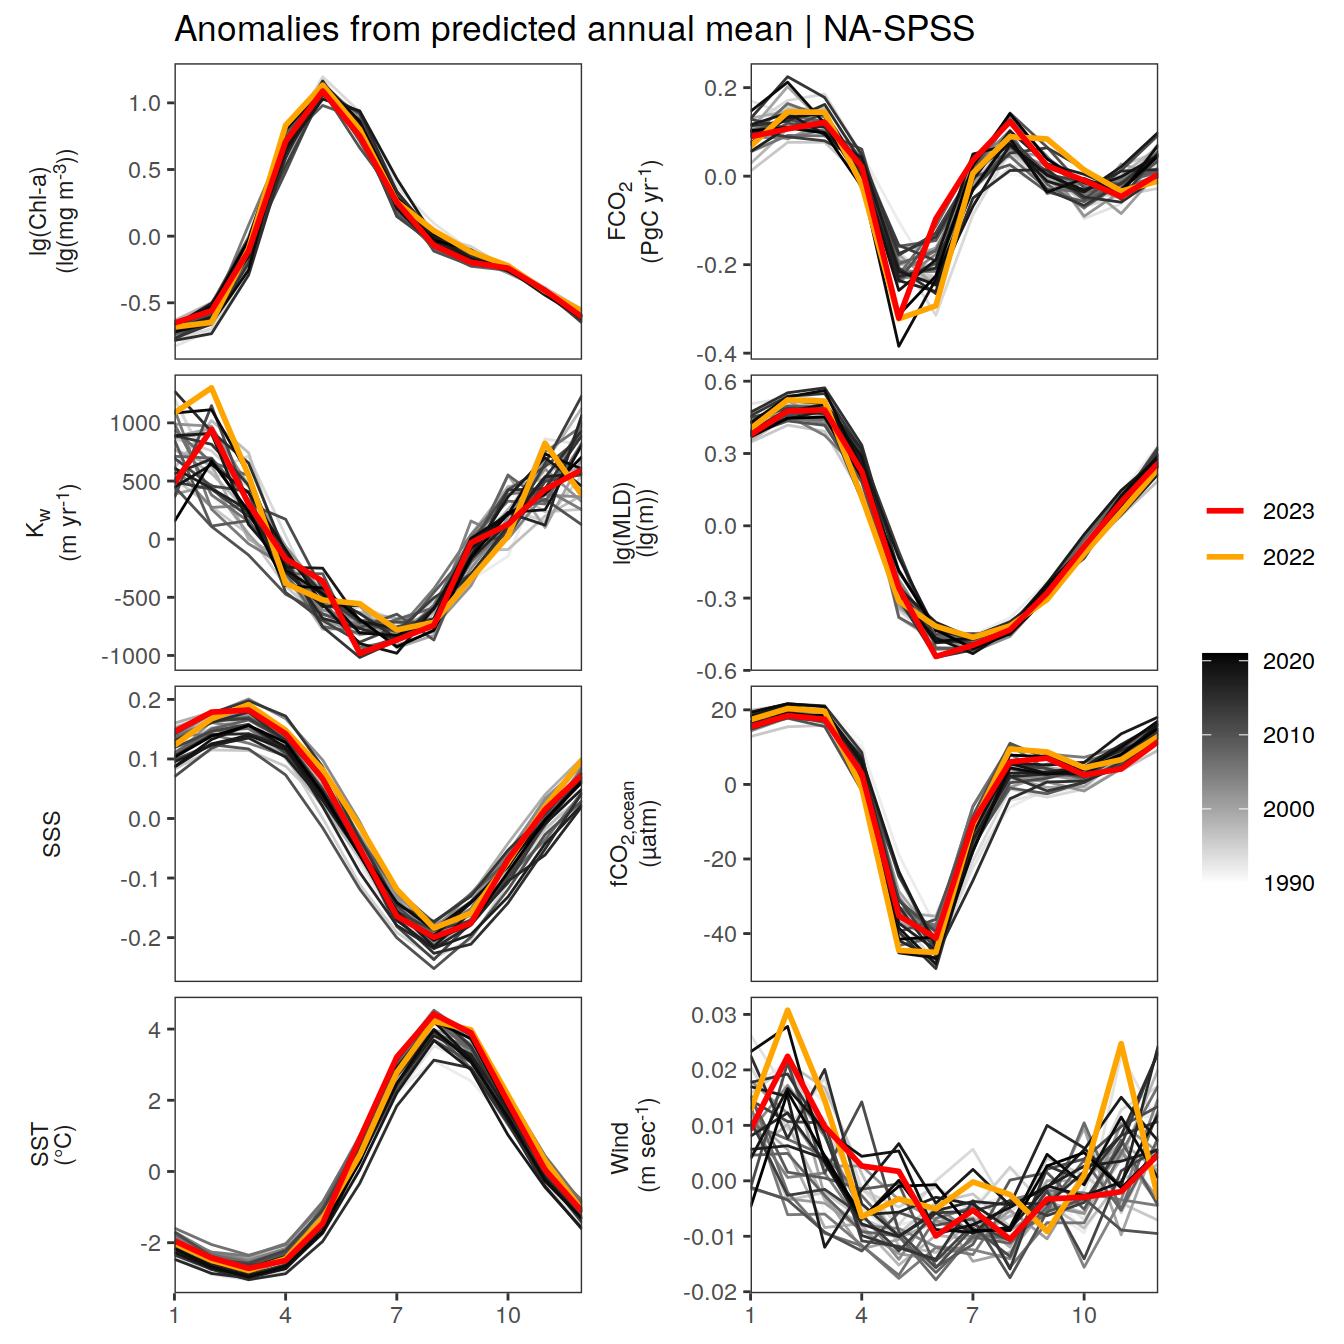 Anomalies from predicted annual mean | NA-SPSS
lg(Chl-a)
(lg(mg m⁻³))
1.0
0.5
0.0
-0.5
FCO₂
(PgC yr⁻¹)
0.2
0.0
-0.2
-0.4
K_w
(m yr⁻¹)
1000
500
0
-500
-1000
lg(MLD)
(lg(m))
0.6
0.3
0.0
-0.3
-0.6
SSS
0.2
0.1
0.0
-0.1
-0.2
fCO₂,ocean
(µatm)
20
0
-20
-40
SST
(°C)
4
2
0
-2
1 4 7 10
Wind
(m sec⁻¹)
0.03
0.02
0.01
0.00
-0.01
-0.02
1 4 7 10
2023
2022
2020
2010
2000
1990